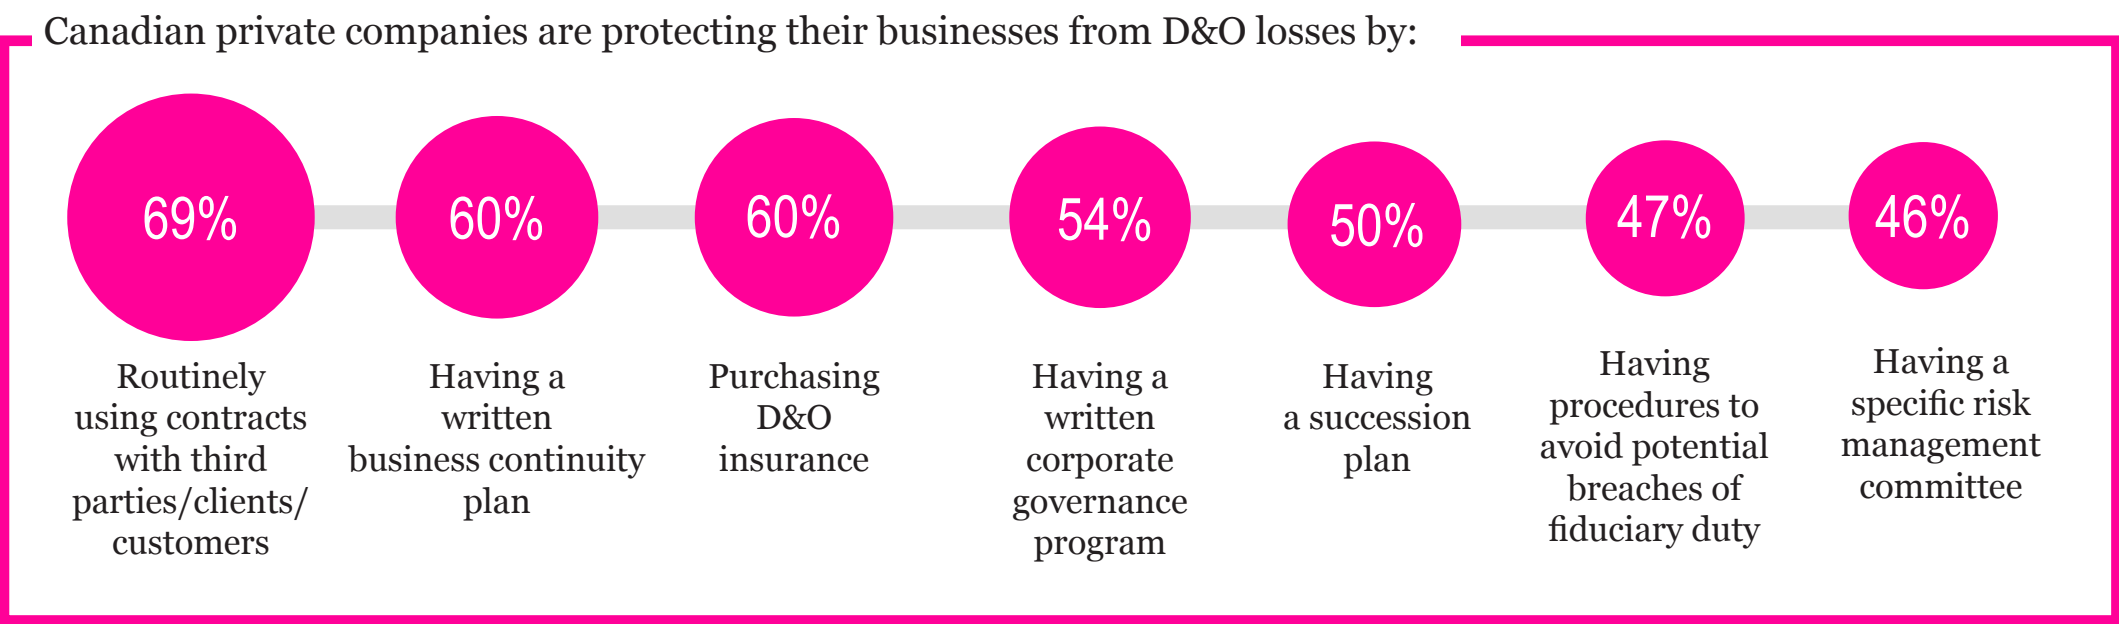 Canadian private companies are protecting their businesses from D&O losses by:
69%
Routinely
using contracts
with third
parties/clients/
customers
60%
Having a
written
business continuity
plan
60%
Purchasing
D&O
insurance
54%
Having a
written
corporate
governance
program
50%
Having
a succession
plan
47%
Having
procedures to
avoid potential
breaches of
fiduciary duty
46%
Having a
specific risk
management
committee